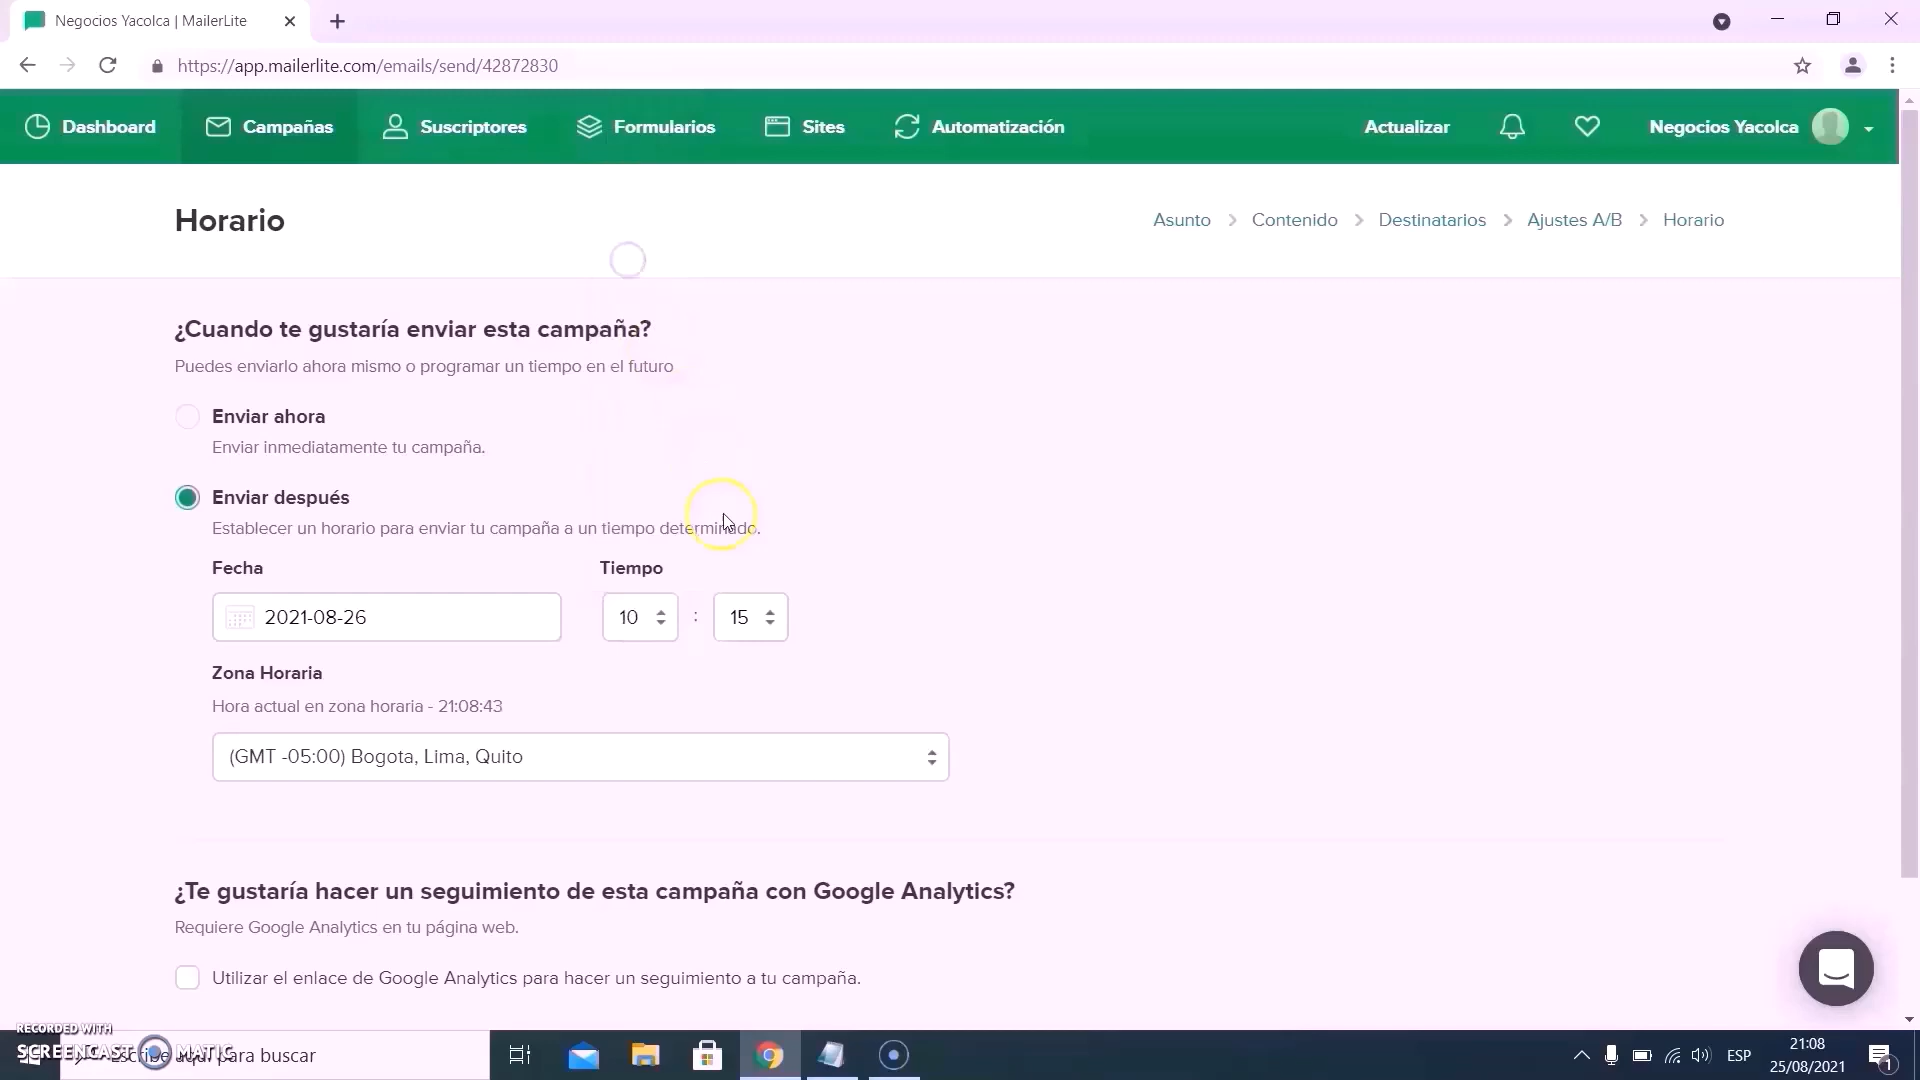 Negocios Yacolca | MailerLite
https://app.mailerlite.com/emails/send/42872830
Dashboard
Campañas
Suscriptores
Formularios
Sites
Automatización
Actualizar
Negocios Yacolca
Horario
Asunto > Contenido > Destinatarios > Ajustes A/B > Horario
¿Cuando te gustaría enviar esta campaña?
Puedes enviarlo ahora mismo o programar un tiempo en el futuro
Enviar ahora
Enviar inmediatamente tu campaña.
Enviar después
Establecer un horario para enviar tu campaña a un tiempo determinado.
Fecha
Tiempo
2021-08-26
10 : 15
Zona Horaria
Hora actual en zona horaria - 21:08:43
(GMT -05:00) Bogota, Lima, Quito
¿Te gustaría hacer un seguimiento de esta campaña con Google Analytics?
Requiere Google Analytics en tu página web.
Utilizar el enlace de Google Analytics para hacer un seguimiento a tu campaña.
RECORDED WITH
SCREENCAST MATIC
Escribe aquí para buscar
ESP
21:08
25/08/2021
1